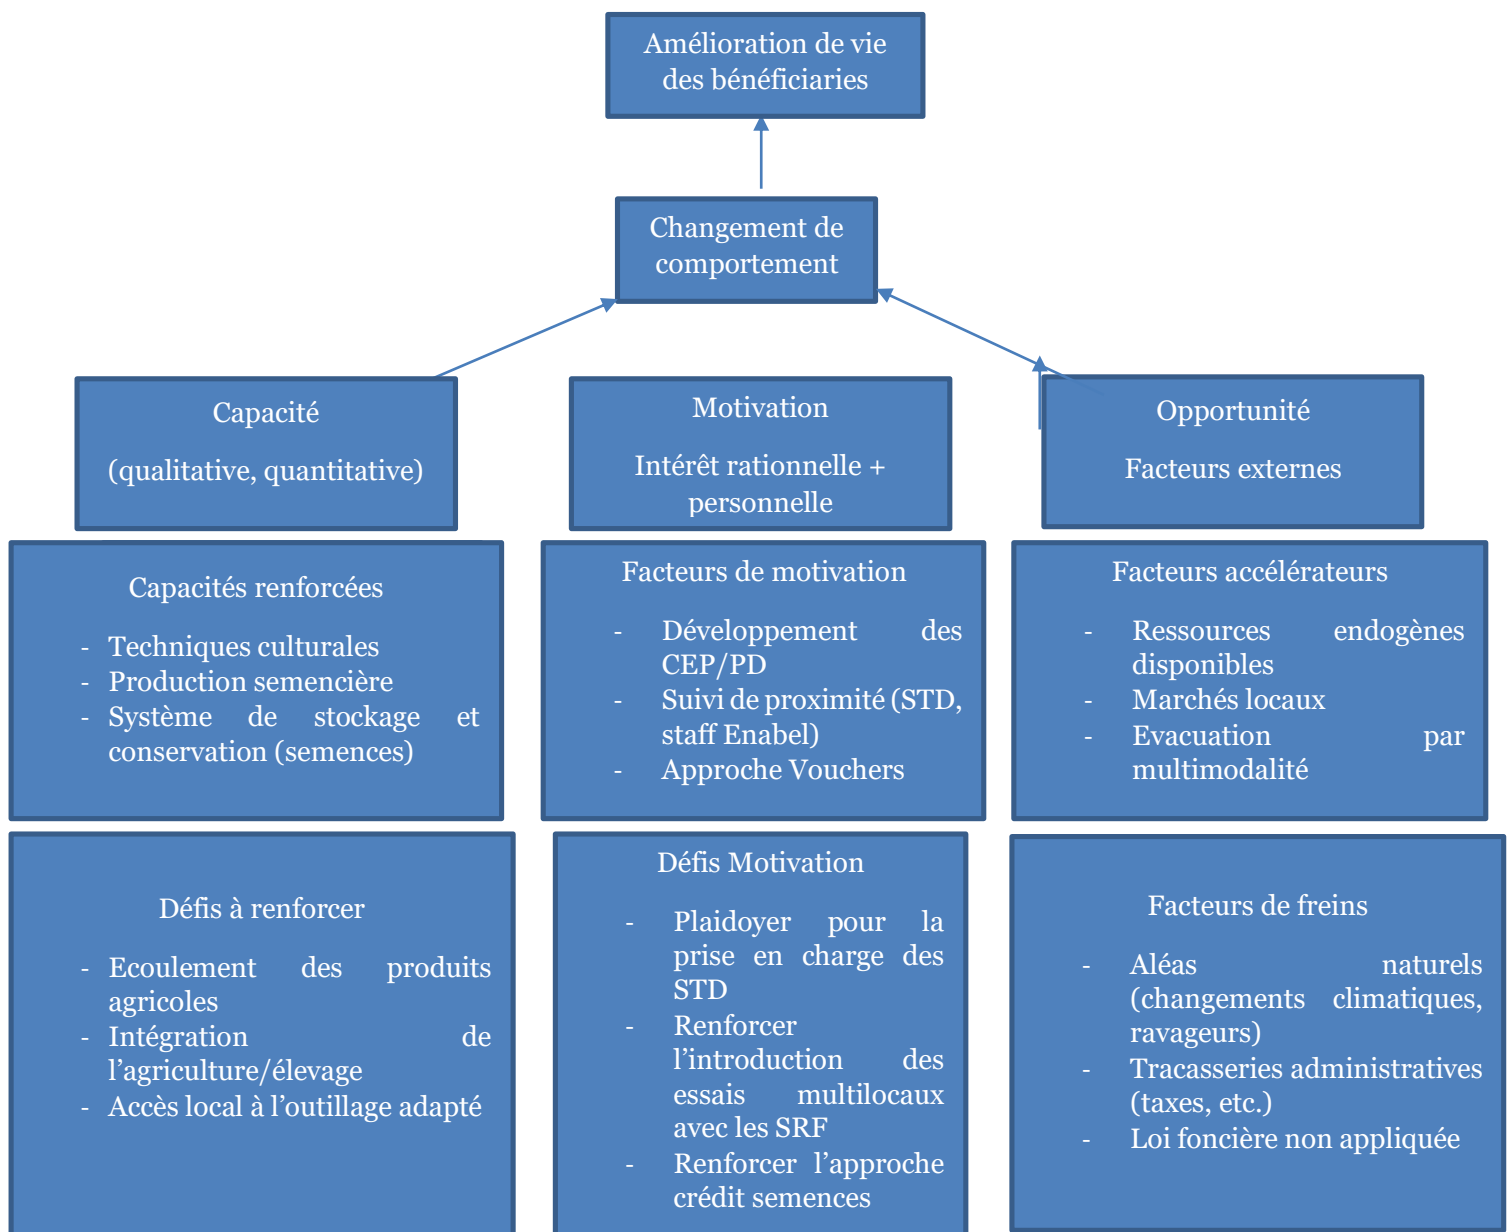 Amélioration de vie
des bénéficiaries
Changement de
comportement
Capacité
(qualitative, quantitative)
Motivation
Intérêt rationnelle +
personnelle
Opportunité
Facteurs externes
Capacités renforcées
- Techniques culturales
- Production semencière
- Système de stockage et
conservation (semences)
Facteurs de motivation
- Développement des
CEP/PD
- Suivi de proximité (STD,
staff Enabel)
- Approche Vouchers
Facteurs accélérateurs
- Ressources endogènes
disponibles
- Marchés locaux
- Evacuation par
multimodalité
Défis à renforcer
- Ecoulement des produits
agricoles
- Intégration de
l’agriculture/élevage
- Accès local à l’outillage adapté
Défis Motivation
- Plaidoyer pour la
prise en charge des
STD
- Renforcer
l’introduction des
essais multilocaux
avec les SRF
- Renforcer l’approche
crédit semences
Facteurs de freins
- Aléas naturels
(changements climatiques,
ravageurs)
- Tracasseries administratives
(taxes, etc.)
- Loi foncière non appliquée